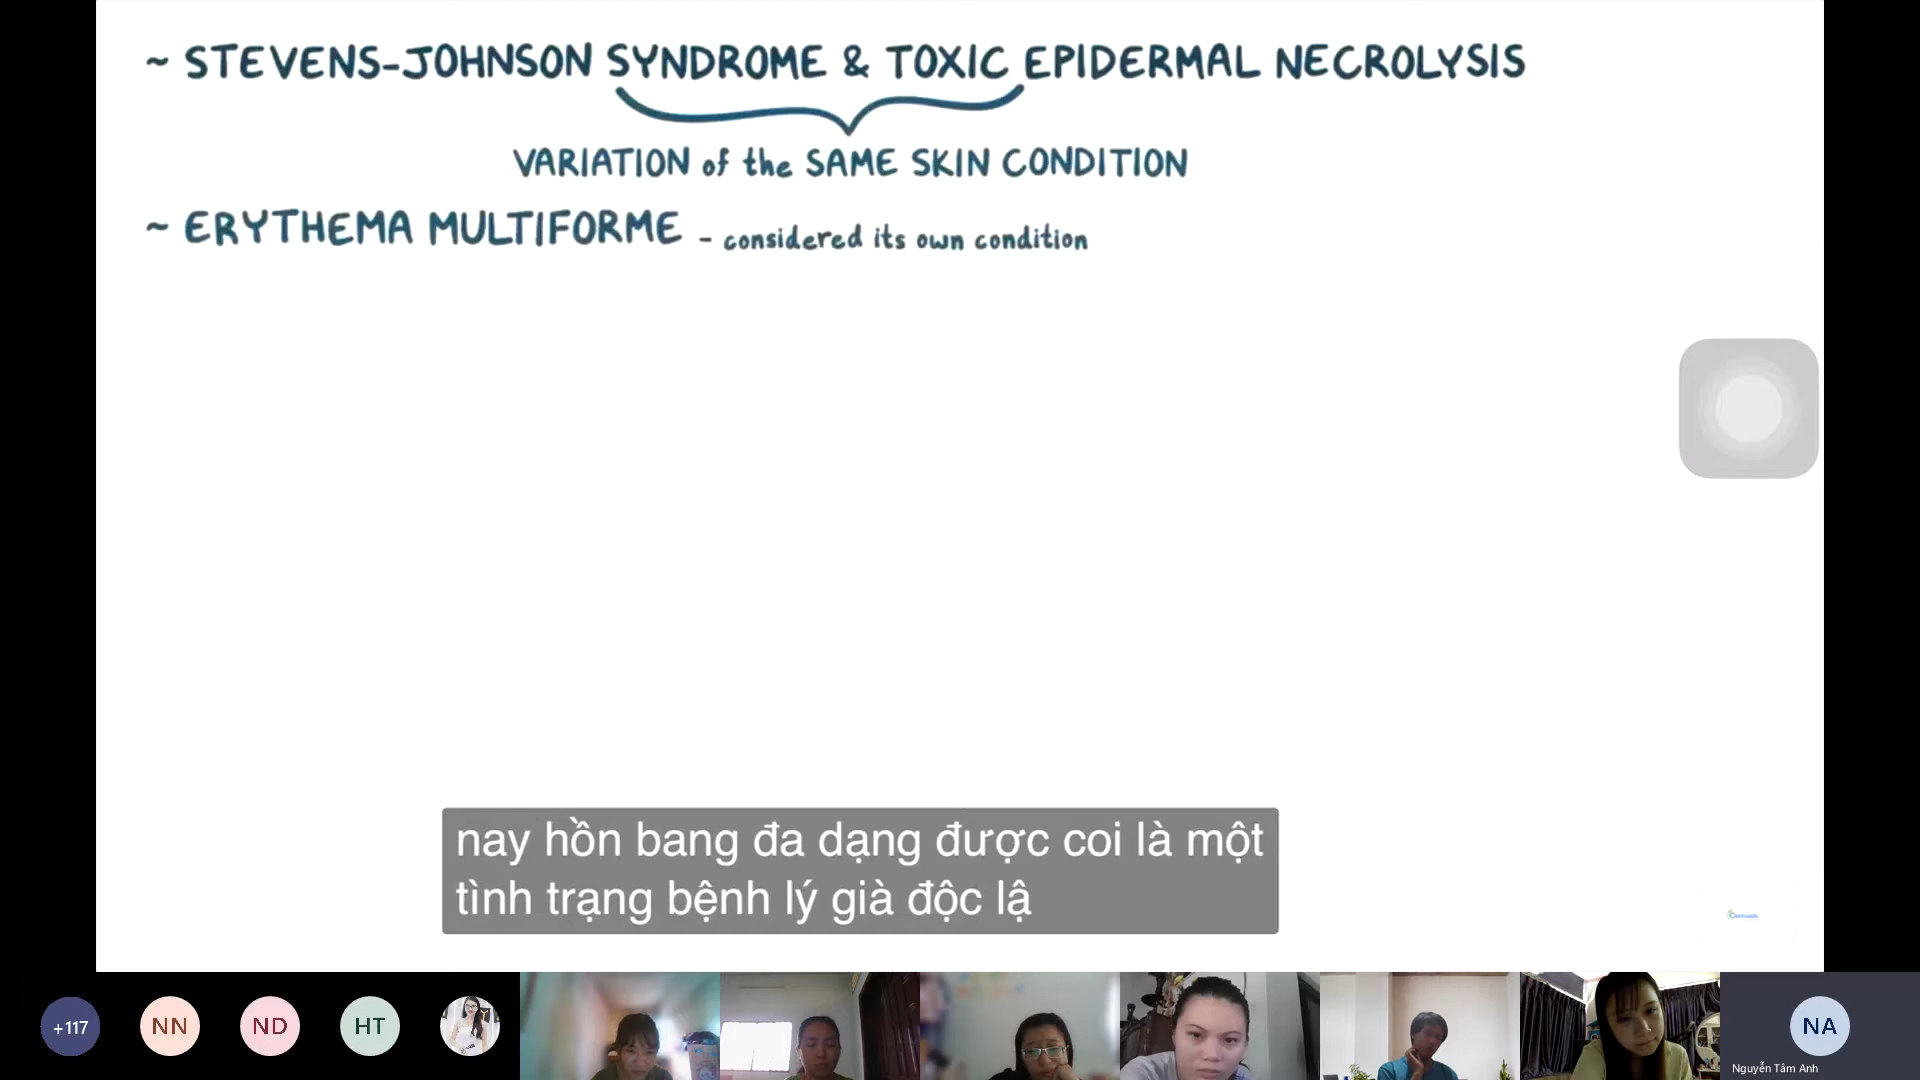 ~ STEVENS-JOHNSON SYNDROME & TOXIC EPIDERMAL NECROLYSIS
VARIATION of the SAME SKIN CONDITION
~ ERYTHEMA MULTIFORME - considered its own condition
nay hồn bang đa dạng được coi là một
tình trạng bệnh lý già độc lậ
+117
NN
ND
HT
NA
Nguyễn Tâm Anh